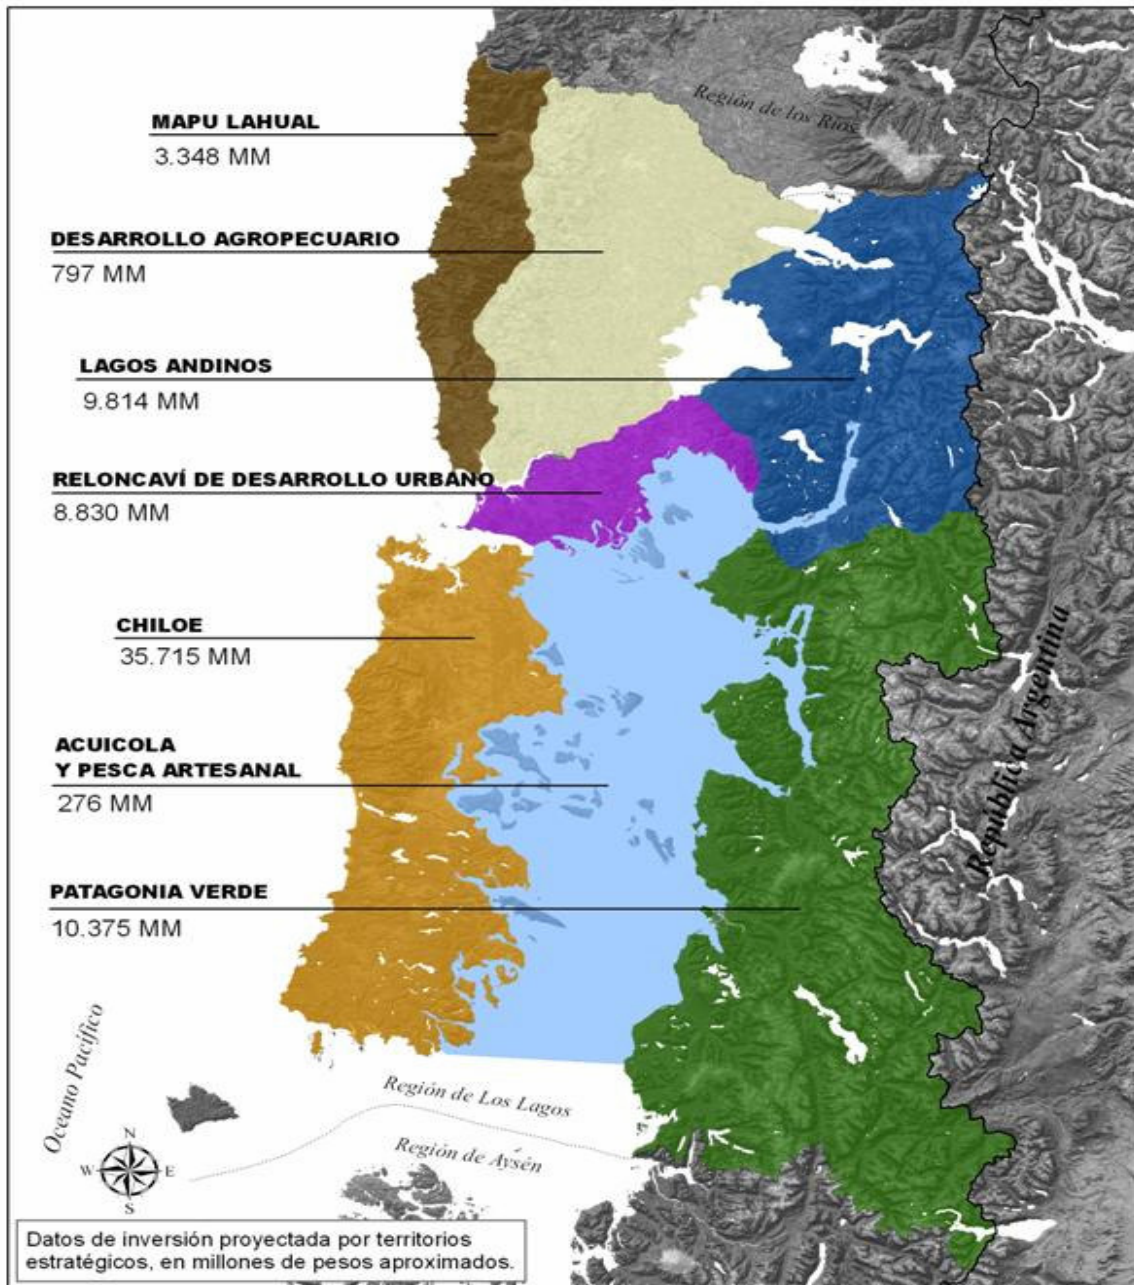 Región de los Ríos
MAPU LAHUAL
3.348 MM
DESARROLLO AGROPECUARIO
797 MM
LAGOS ANDINOS
9.814 MM
RELONCAVÍ DE DESARROLLO URBANO
8.830 MM
CHILOE
35.715 MM
República Argentina
ACUICOLA
Y PESCA ARTESANAL
276 MM
PATAGONIA VERDE
10.375 MM
Oceano Pacífico
Región de Los Lagos
Región de Aysén
N
W E
S
Datos de inversión proyectada por territorios
estratégicos, en millones de pesos aproximados.